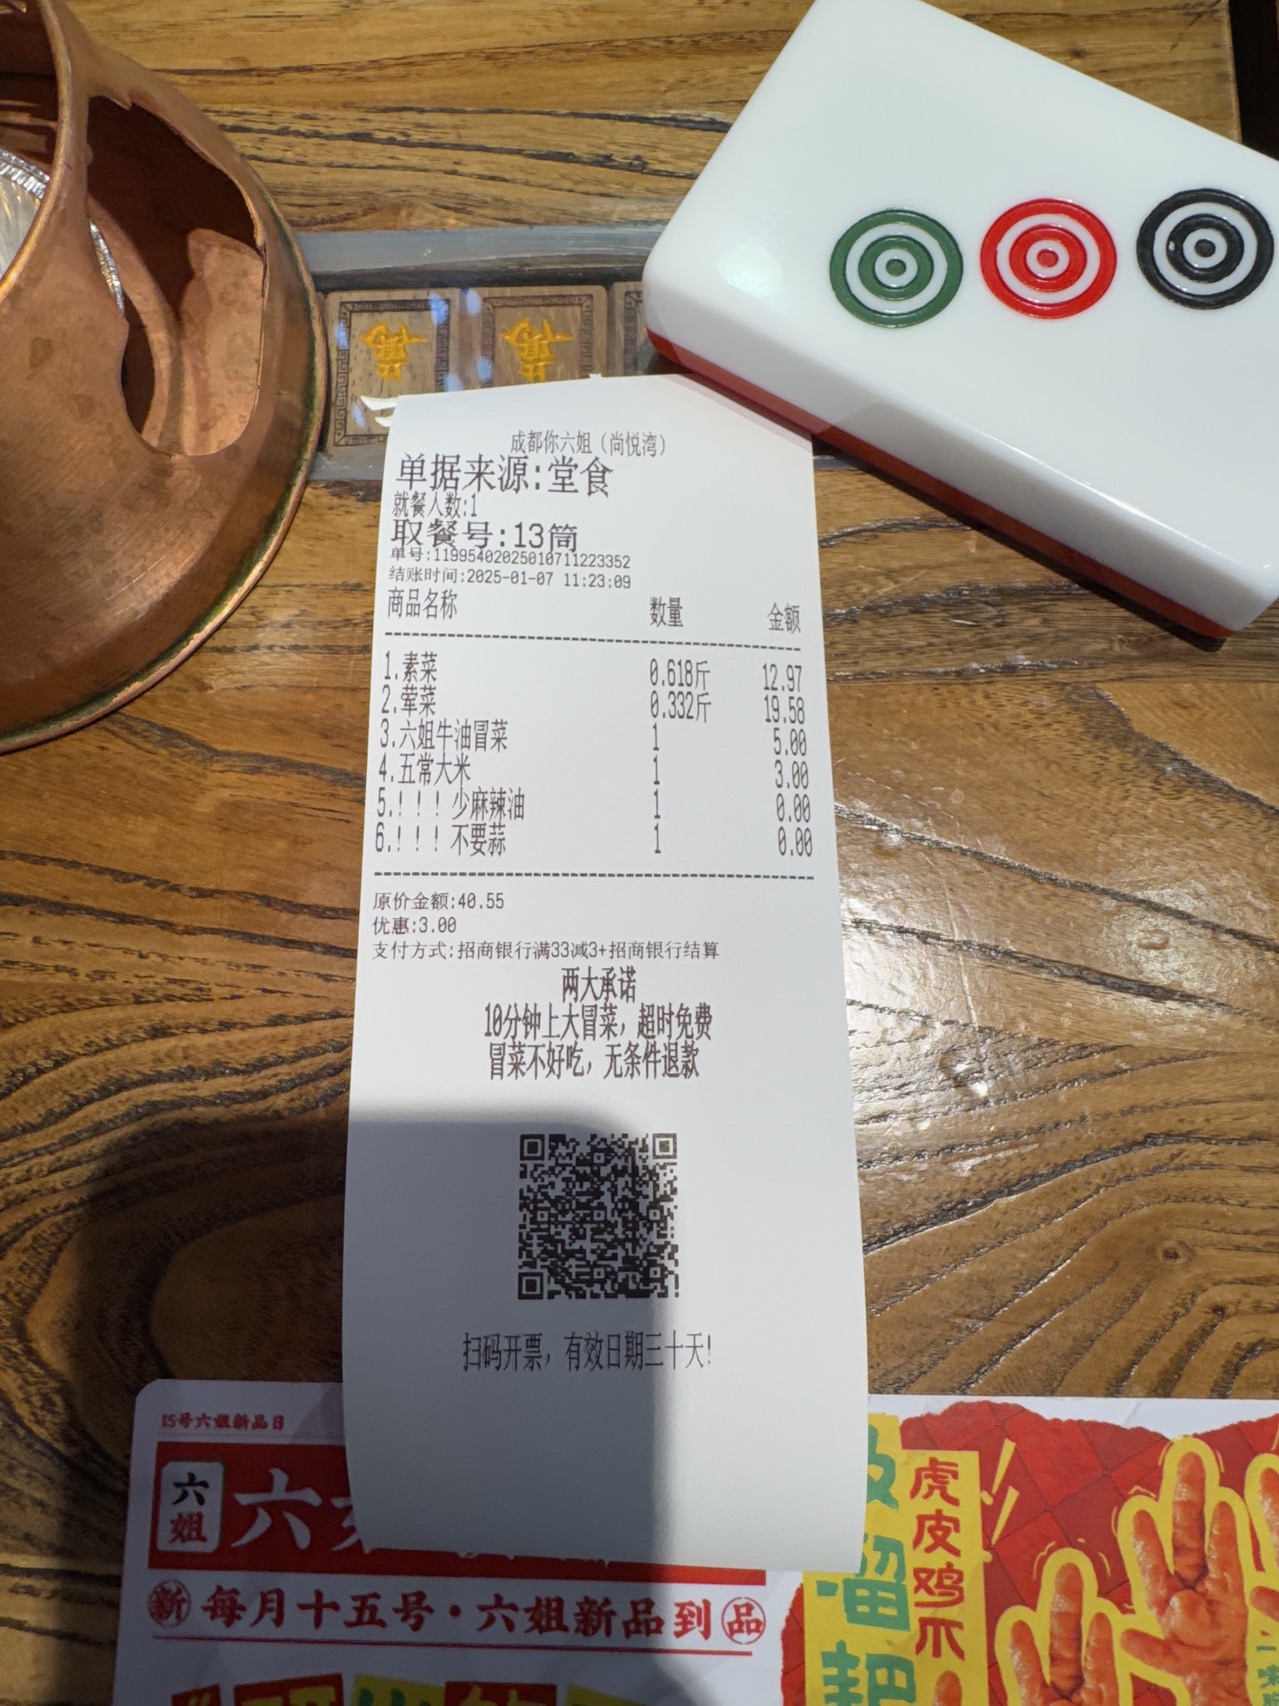 成都你六姐（尚悦湾）
单据来源:堂食
就餐人数:1
取餐号:13筒
单号:11995402025010711223352
结账时间:2025-01-07 11:23:09
商品名称 数量 金额
1.素菜 0.618斤 12.97
2.荤菜 0.332斤 19.58
3.六姐牛油冒菜 1 5.00
4.五常大米 1 3.00
5.！！！少麻辣油 1 0.00
6.！！！不要蒜 1 0.00
原价金额:40.55
优惠:3.00
支付方式:招商银行满33减3+招商银行结算
两大承诺
10分钟上大冒菜，超时免费
冒菜不好吃，无条件退款
扫码开票，有效日期三十天!
15号六姐新品日
六姐
六
新 每月十五号·六姐新品到品
虎皮鸡爪
溜耙
萬
萬